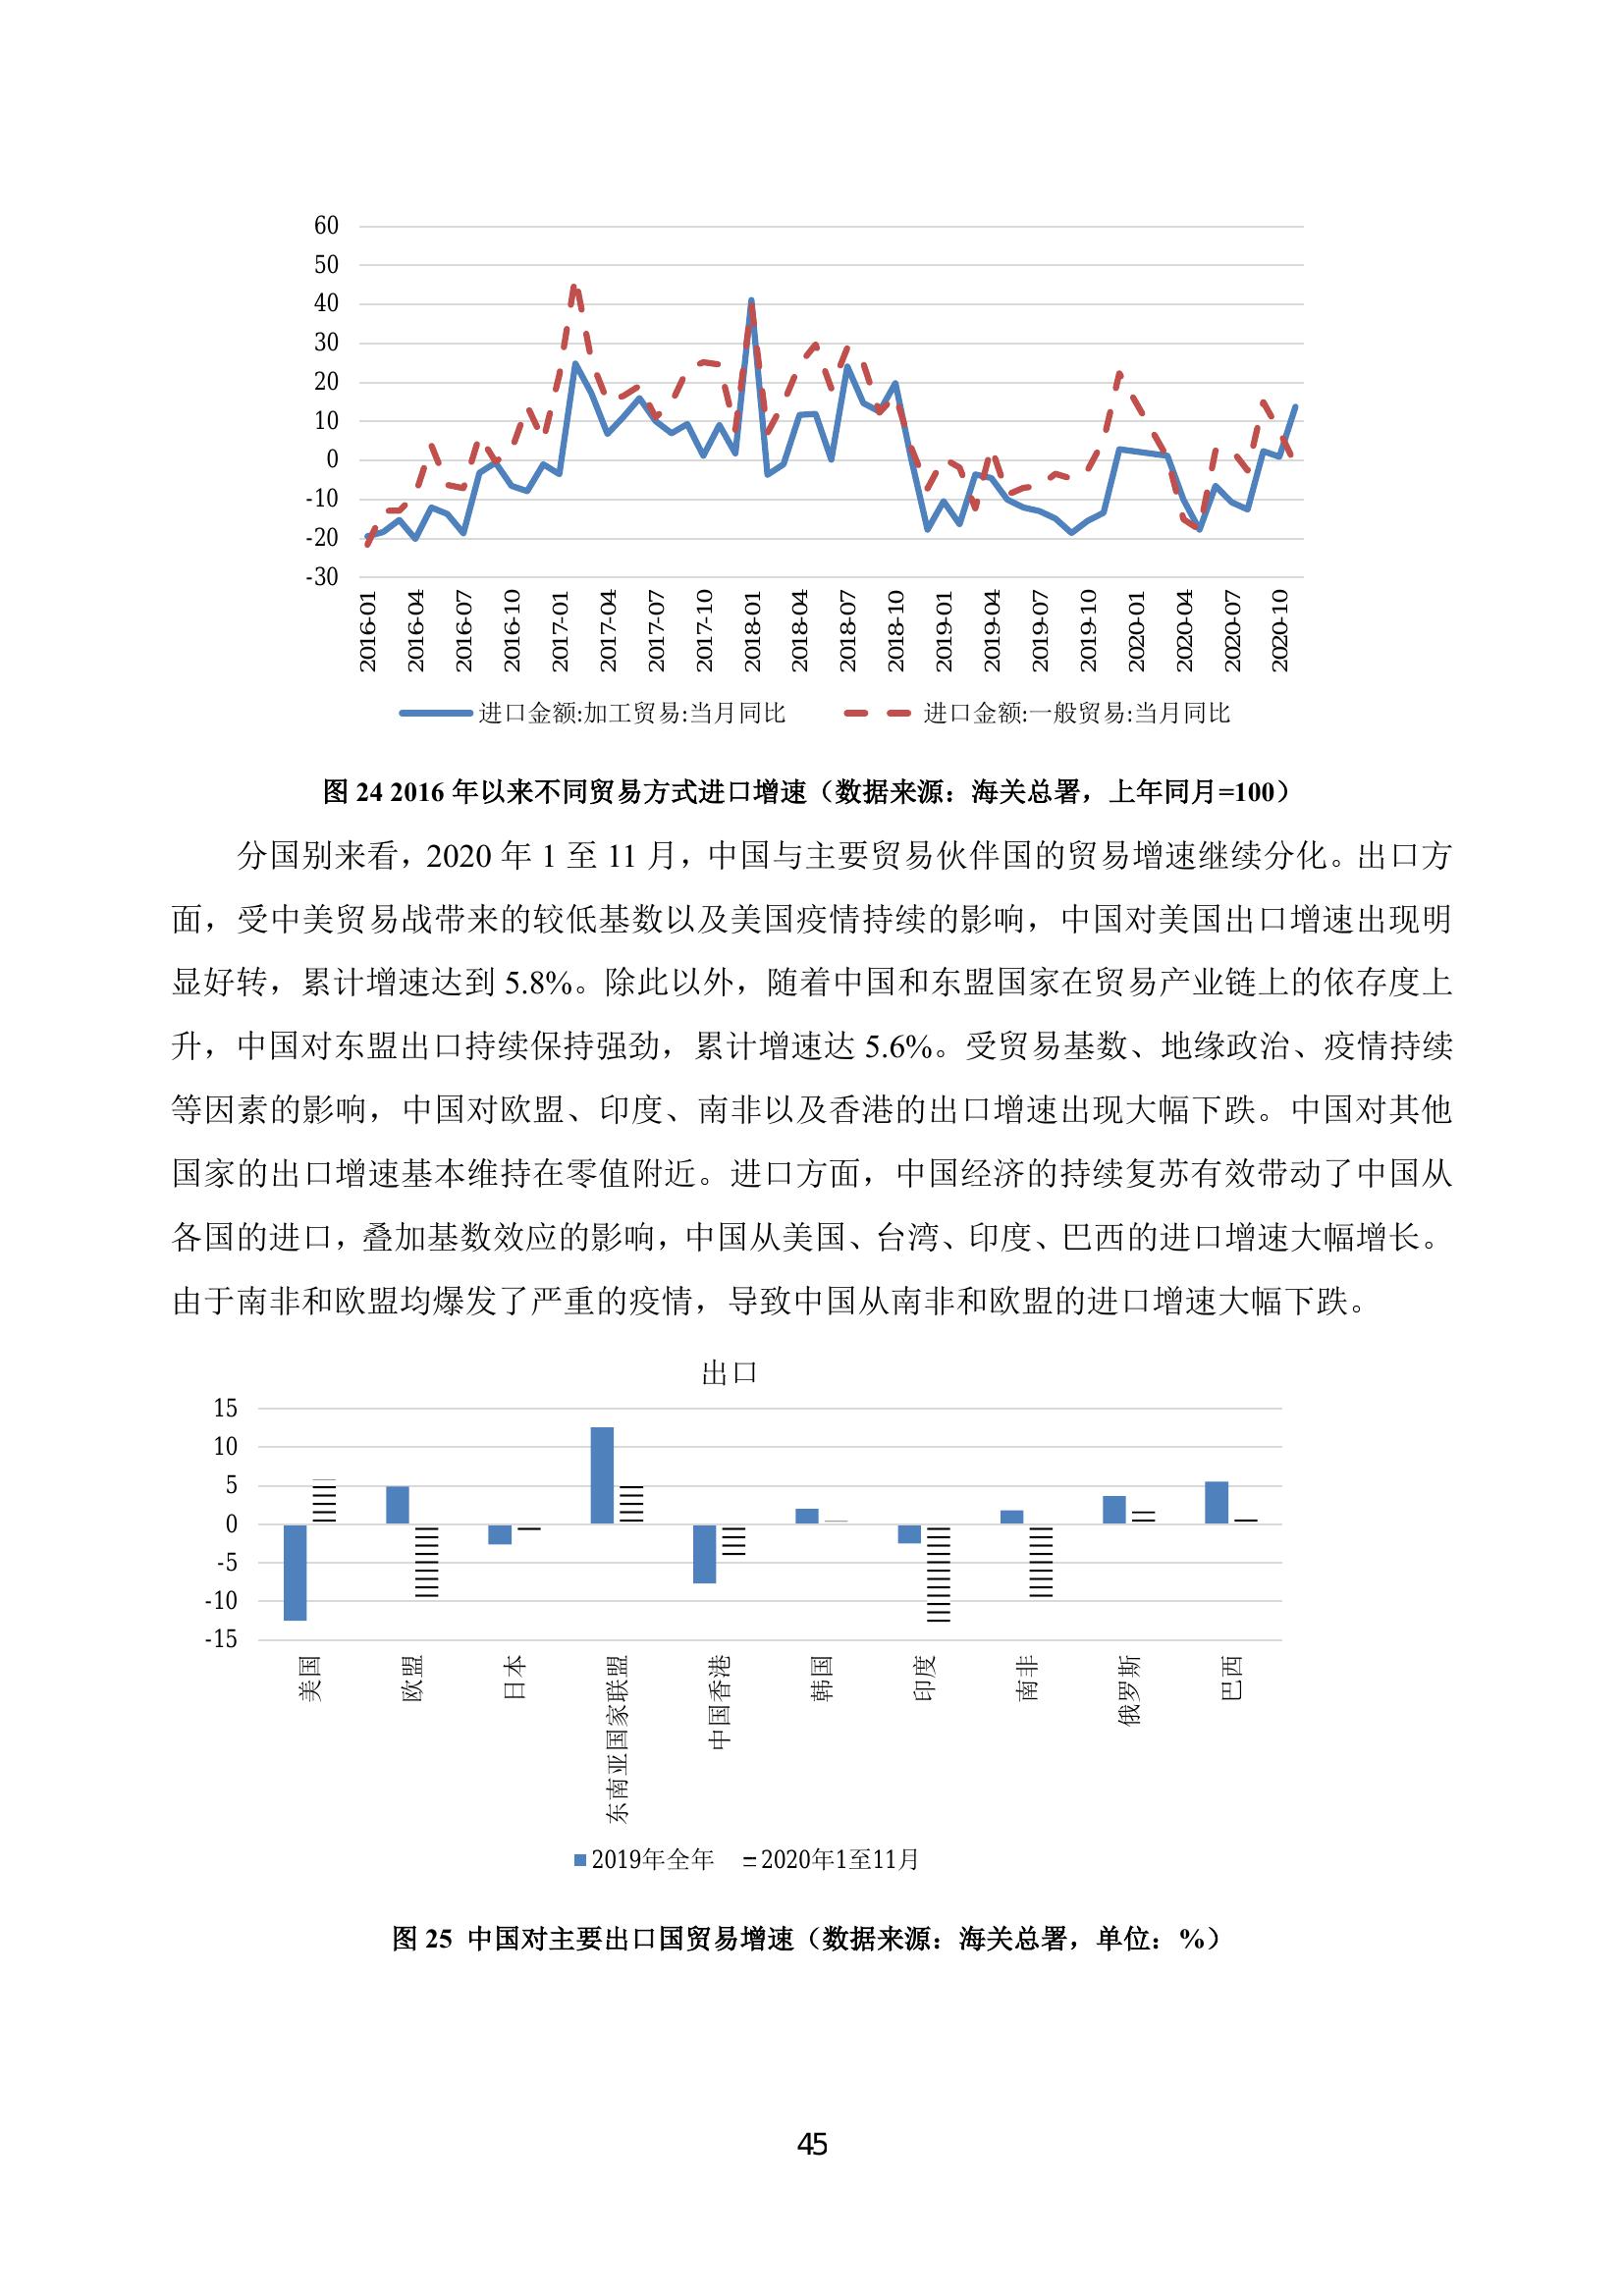 60
50
40
30
20
10
0
-10
-20
-30
2016-01
2016-04
2016-07
2016-10
2017-01
2017-04
2017-07
2017-10
2018-01
2018-04
2018-07
2018-10
2019-01
2019-04
2019-07
2019-10
2020-01
2020-04
2020-07
2020-10
进口金额:加工贸易:当月同比 进口金额:一般贸易:当月同比
图 24 2016 年以来不同贸易方式进口增速（数据来源：海关总署，上年同月=100）
分国别来看，2020 年 1 至 11 月，中国与主要贸易伙伴国的贸易增速继续分化。出口方
面，受中美贸易战带来的较低基数以及美国疫情持续的影响，中国对美国出口增速出现明
显好转，累计增速达到 5.8%。除此以外，随着中国和东盟国家在贸易产业链上的依存度上
升，中国对东盟出口持续保持强劲，累计增速达 5.6%。受贸易基数、地缘政治、疫情持续
等因素的影响，中国对欧盟、印度、南非以及香港的出口增速出现大幅下跌。中国对其他
国家的出口增速基本维持在零值附近。进口方面，中国经济的持续复苏有效带动了中国从
各国的进口，叠加基数效应的影响，中国从美国、台湾、印度、巴西的进口增速大幅增长。
由于南非和欧盟均爆发了严重的疫情，导致中国从南非和欧盟的进口增速大幅下跌。
出口
15
10
5
0
-5
-10
-15
美国
欧盟
日本
东南亚国家联盟
中国香港
韩国
印度
南非
俄罗斯
巴西
2019年全年 2020年1至11月
图 25 中国对主要出口国贸易增速（数据来源：海关总署，单位：%）
45